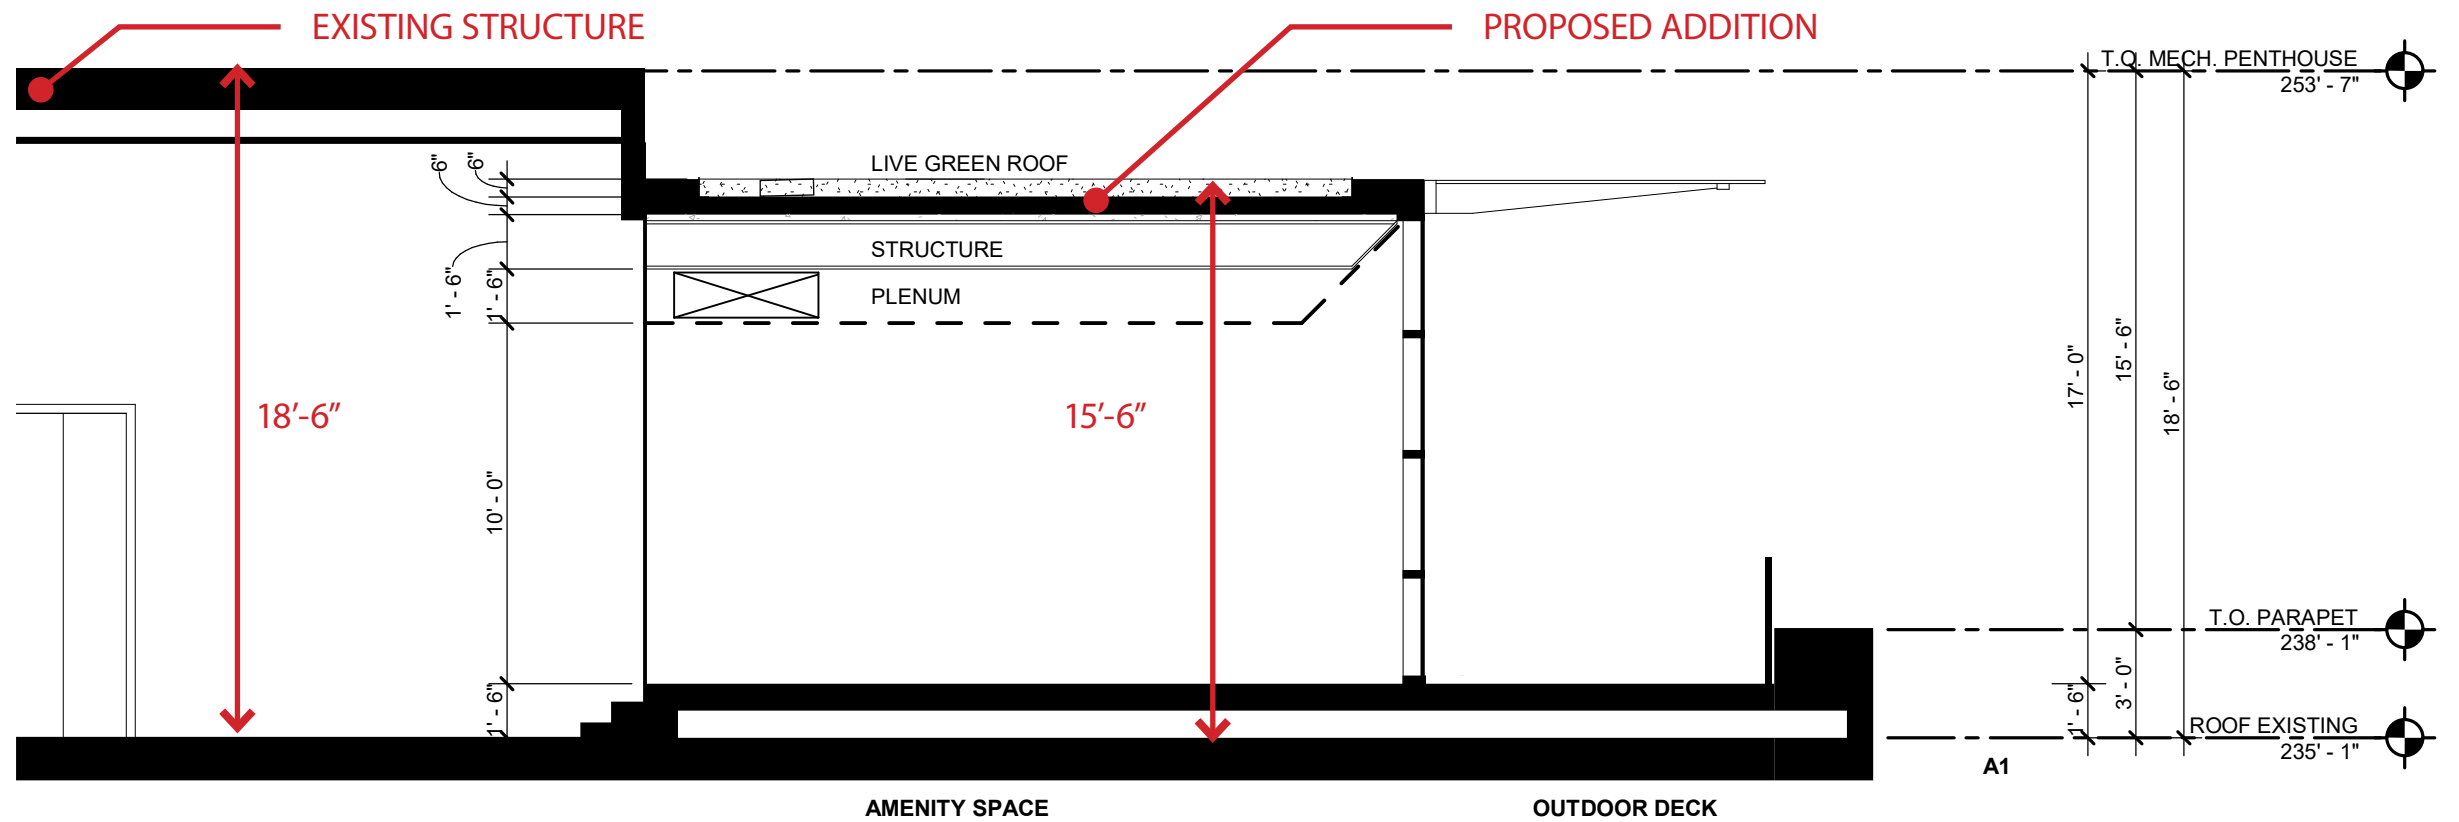 EXISTING STRUCTURE
PROPOSED ADDITION
T.O. MECH. PENTHOUSE
253' - 7"
6"
6"
LIVE GREEN ROOF
STRUCTURE
1' - 6"
1' - 6"
PLENUM
18'-6"
15'-6"
17' - 0"
15' - 6"
18' - 6"
10' - 0"
T.O. PARAPET
238' - 1"
1' - 6"
1' - 6"
3' - 0"
ROOF EXISTING
235' - 1"
A1
AMENITY SPACE
OUTDOOR DECK